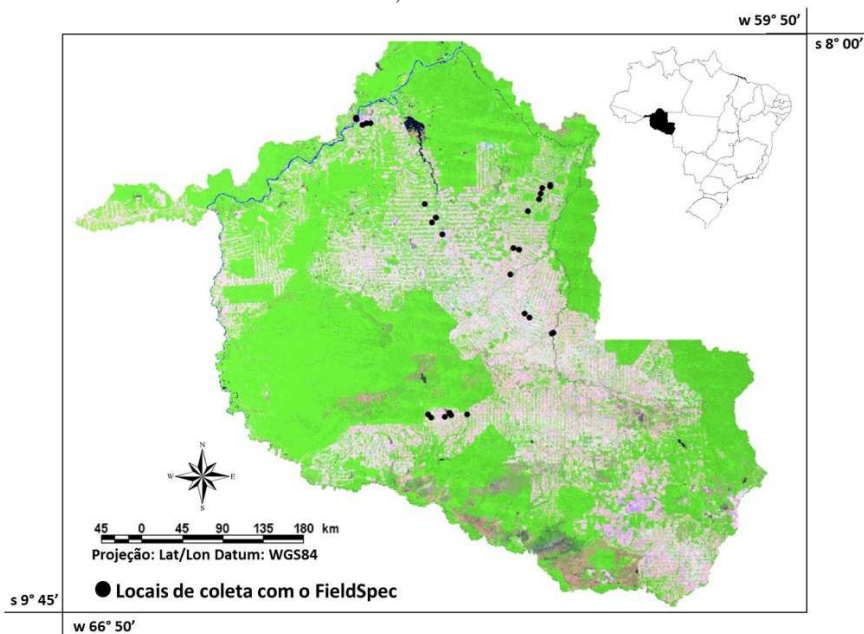 w 59° 50'
s 8° 00'
N
W E
S
45 0 45 90 135 180 km
Projeção: Lat/Lon Datum: WGS84
Locais de coleta com o FieldSpec
s 9° 45'
w 66° 50'